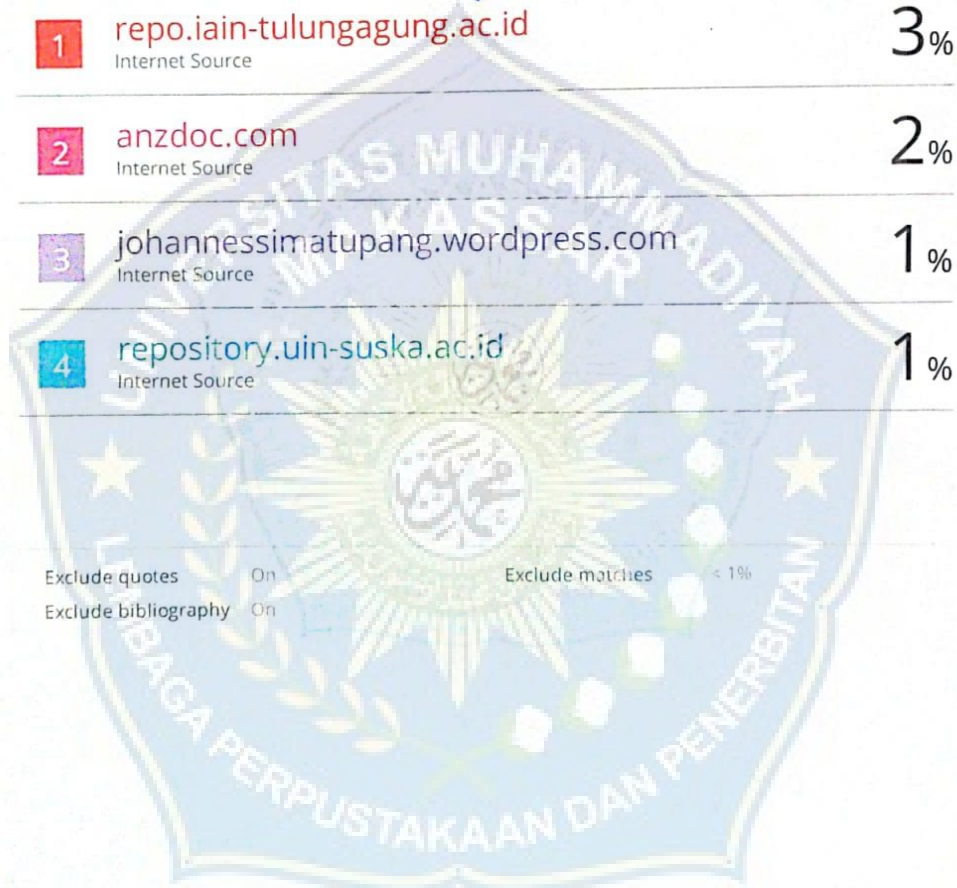 1 repo.iain-tulungagung.ac.id 3%
Internet Source
2 anzdoc.com 2%
Internet Source
3 johannessimatupang.wordpress.com 1%
Internet Source
4 repository.uin-suska.ac.id 1%
Internet Source
UNIVERSITAS MUHAMMADIYAH
MAKASSAR
Exclude quotes On Exclude matches < 1%
Exclude bibliography On
LEMBAGA PERPUSTAKAAN DAN PENERBITAN